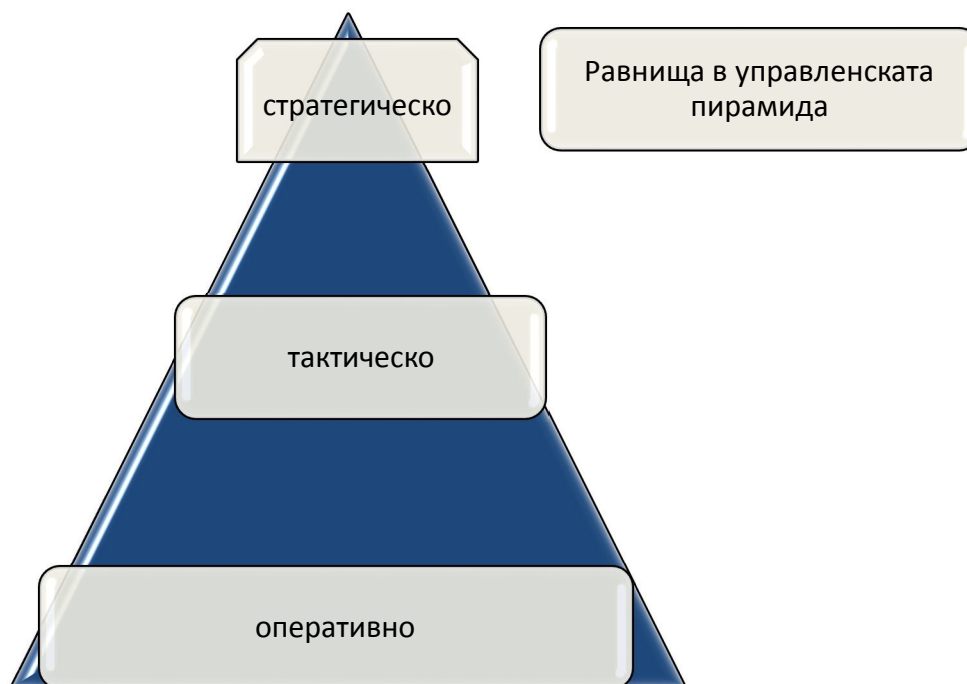 стратегическо
Равнища в управленската
пирамида
тактическо
оперативно